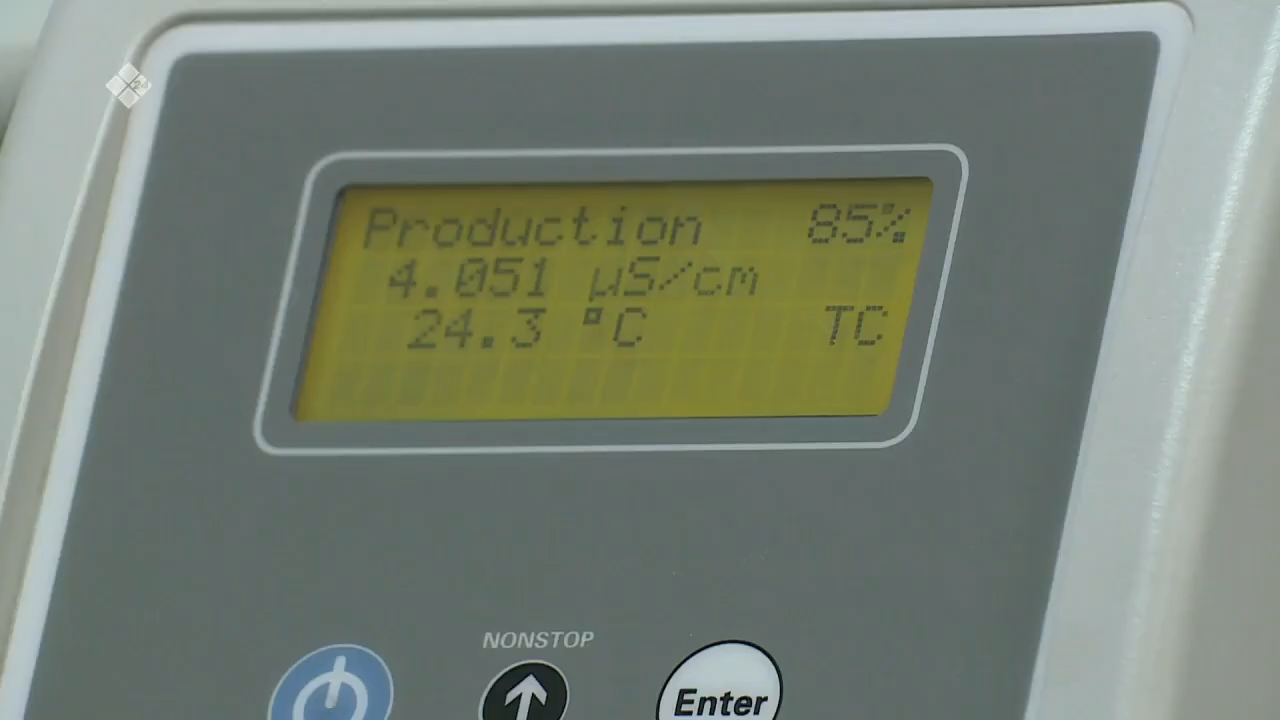 Production 85%
4.051 µS/cm
24.3 °C TC
NONSTOP
Enter